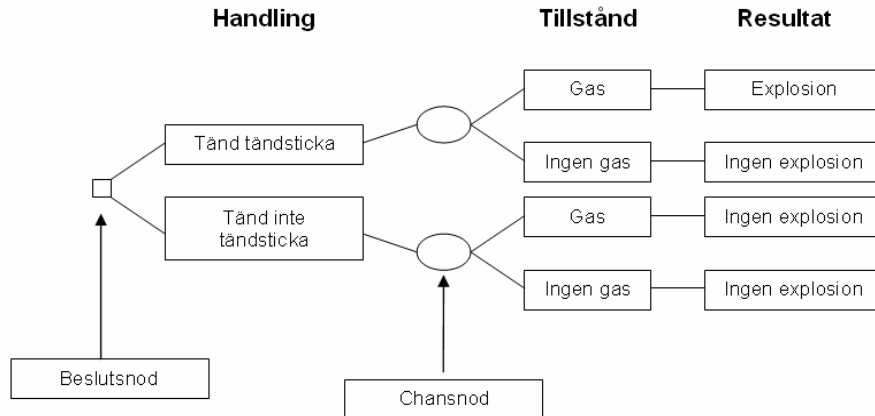 Handling
Tillstånd
Resultat
Gas
Explosion
Tänd tändsticka
Ingen gas
Ingen explosion
Tänd inte
tändsticka
Gas
Ingen explosion
Ingen gas
Ingen explosion
Beslutsnod
Chansnod